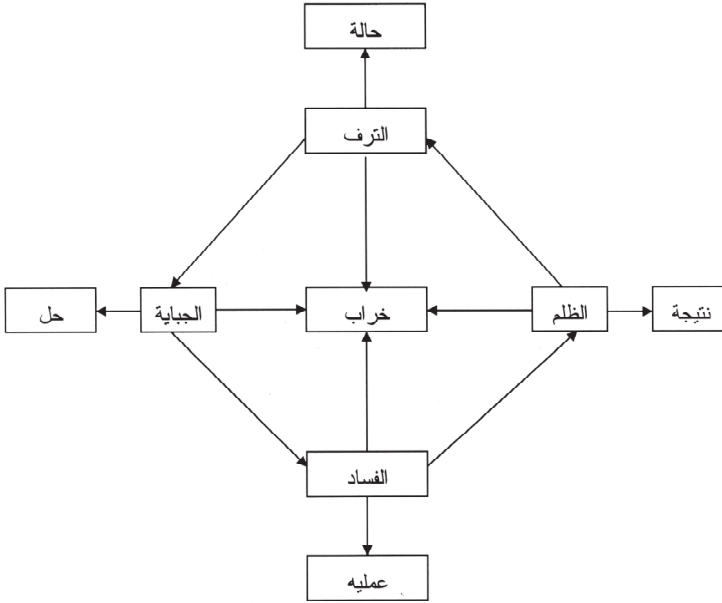 حالة
الترف
نتيجة
الظلم
خراب
الجباية
حل
الفساد
عمليه